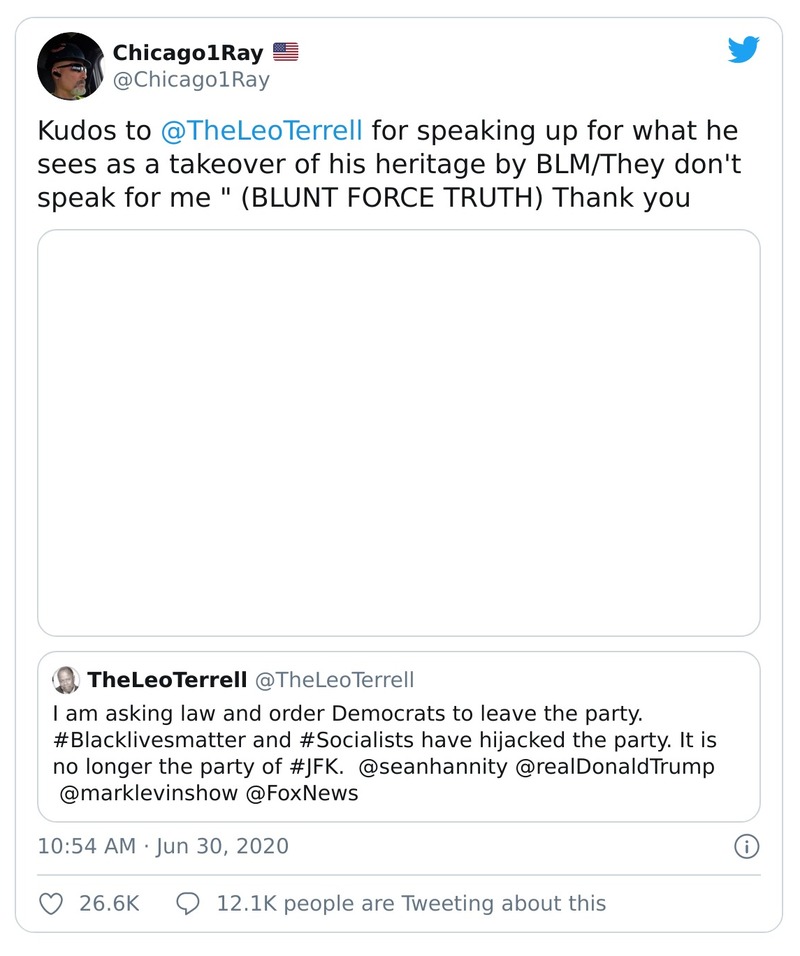 Chicago1Ray 🇺🇸
@Chicago1Ray
Kudos to @TheLeoTerrell for speaking up for what he
sees as a takeover of his heritage by BLM/They don't
speak for me " (BLUNT FORCE TRUTH) Thank you
TheLeoTerrell @TheLeoTerrell
I am asking law and order Democrats to leave the party.
#Blacklivesmatter and #Socialists have hijacked the party. It is
no longer the party of #JFK.  @seanhannity @realDonaldTrump
@marklevinshow @FoxNews
10:54 AM · Jun 30, 2020
26.6K 12.1K people are Tweeting about this